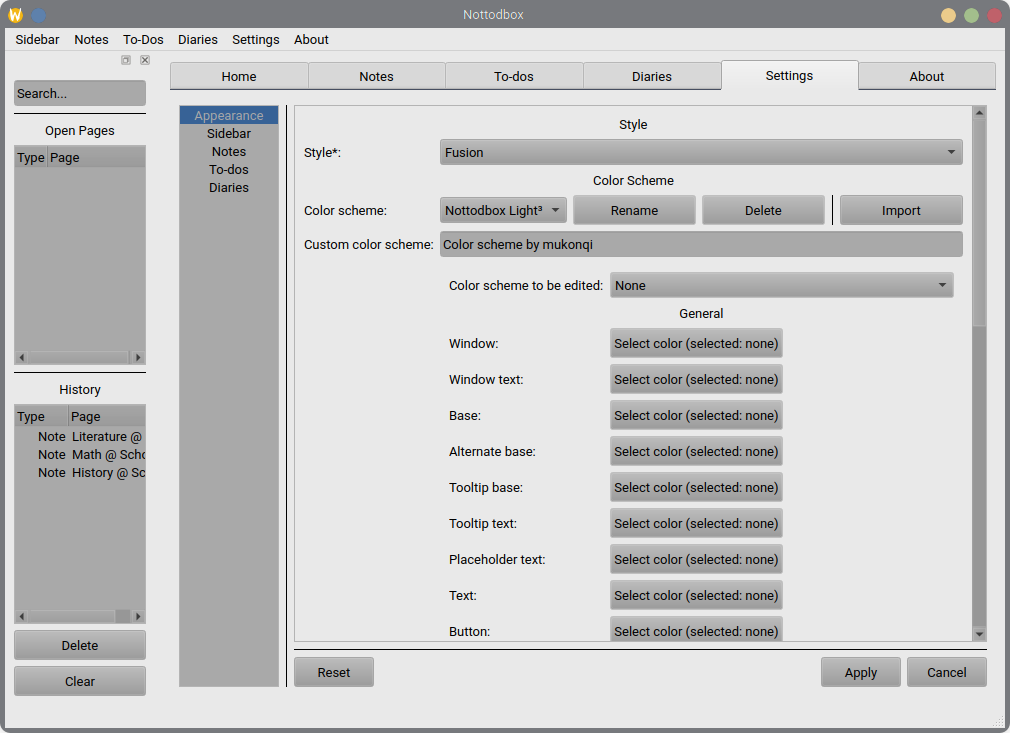 Nottodbox
Sidebar Notes To-Dos Diaries Settings About
Home Notes To-dos Diaries Settings About
Search...
Open Pages
Type Page
History
Type Page
Note Literature @
Note Math @ Scho
Note History @ Sc
Delete
Clear
Appearance
Sidebar
Notes
To-dos
Diaries
Style
Style*: Fusion
Color Scheme
Color scheme: Nottodbox Light³ Rename Delete Import
Custom color scheme: Color scheme by mukonqi
Color scheme to be edited: None
General
Window: Select color (selected: none)
Window text: Select color (selected: none)
Base: Select color (selected: none)
Alternate base: Select color (selected: none)
Tooltip base: Select color (selected: none)
Tooltip text: Select color (selected: none)
Placeholder text: Select color (selected: none)
Text: Select color (selected: none)
Button: Select color (selected: none)
Reset Apply Cancel